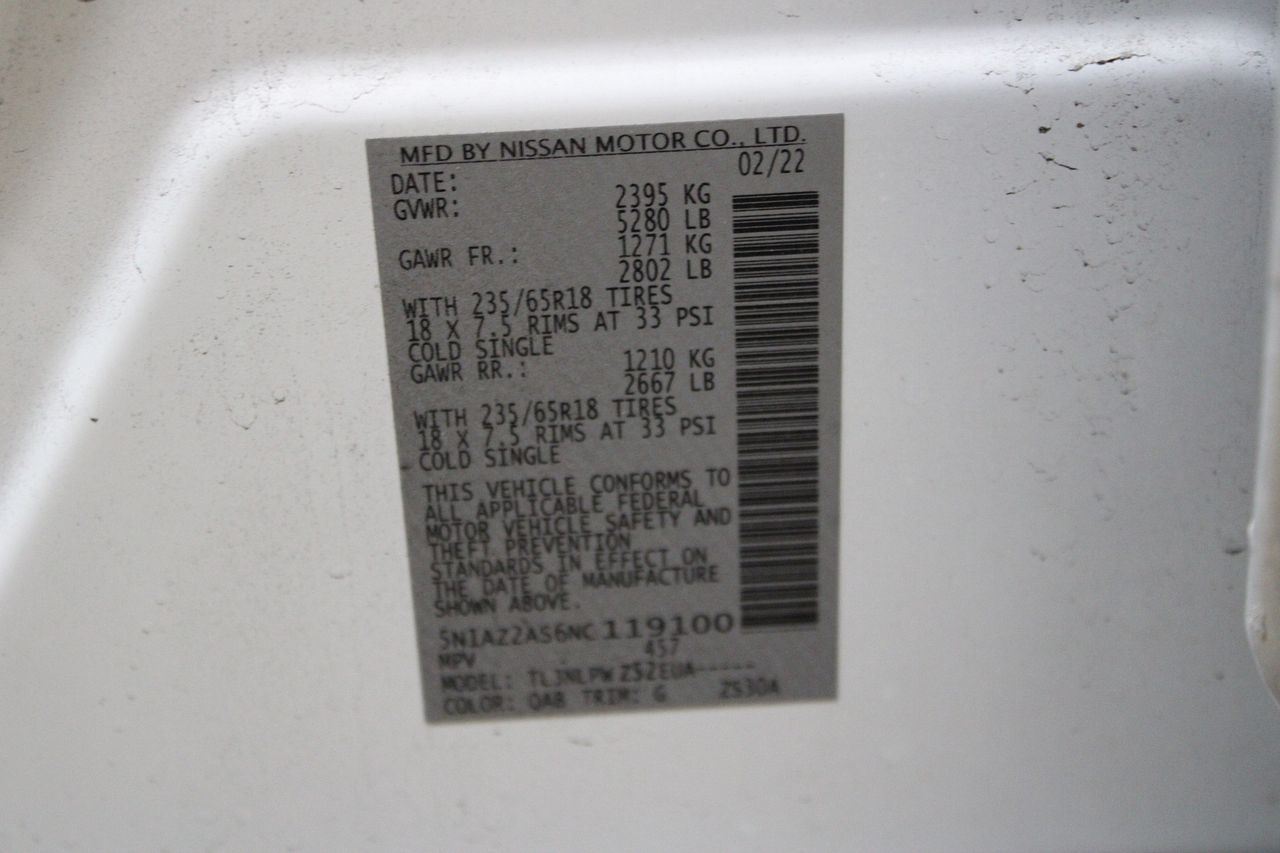 MFD BY NISSAN MOTOR CO., LTD.
DATE: 02/22
GVWR: 2395 KG
5280 LB
GAWR FR.: 1271 KG
2802 LB
WITH 235/65R18 TIRES
18 X 7.5 RIMS AT 33 PSI
COLD SINGLE
GAWR RR.: 1210 KG
2667 LB
WITH 235/65R18 TIRES
18 X 7.5 RIMS AT 33 PSI
COLD SINGLE
THIS VEHICLE CONFORMS TO
ALL APPLICABLE FEDERAL
MOTOR VEHICLE SAFETY AND
THEFT PREVENTION
STANDARDS IN EFFECT ON
THE DATE OF MANUFACTURE
SHOWN ABOVE.
5N1AZ2AS6NC119100
MPV 457
MODEL: TLJNLPW Z52EUA-----
COLOR: QAB TRIM: G ZS30A